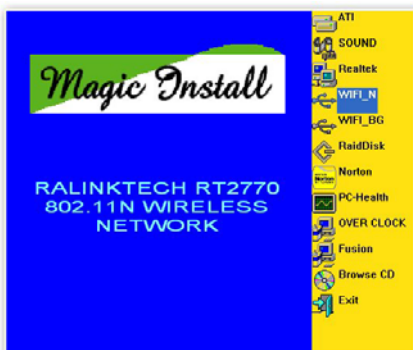 Magic Install
RALINKTECH RT2770
802.11N WIRELESS
NETWORK
ATI
SOUND
Realtek
WIFI_N
WIFI_BG
RaidDisk
Norton
PC-Health
OVER CLOCK
Fusion
Browse CD
Exit